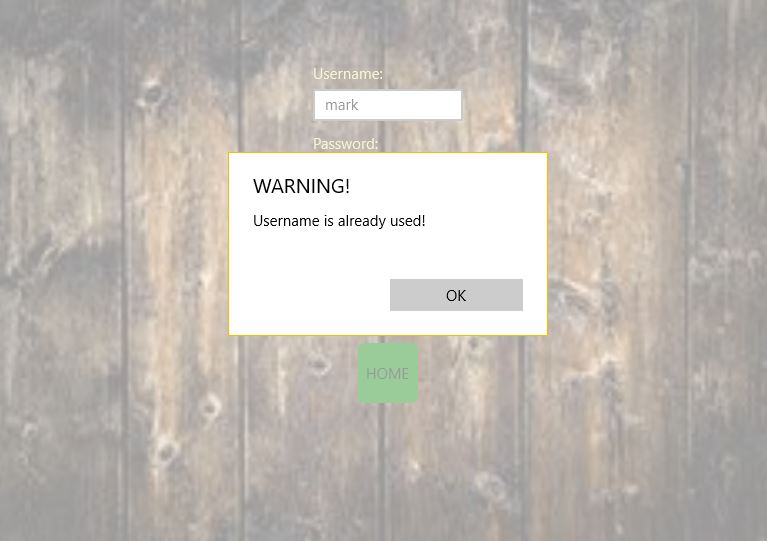 Username:
mark
Password:
WARNING!
Username is already used!
OK
HOME